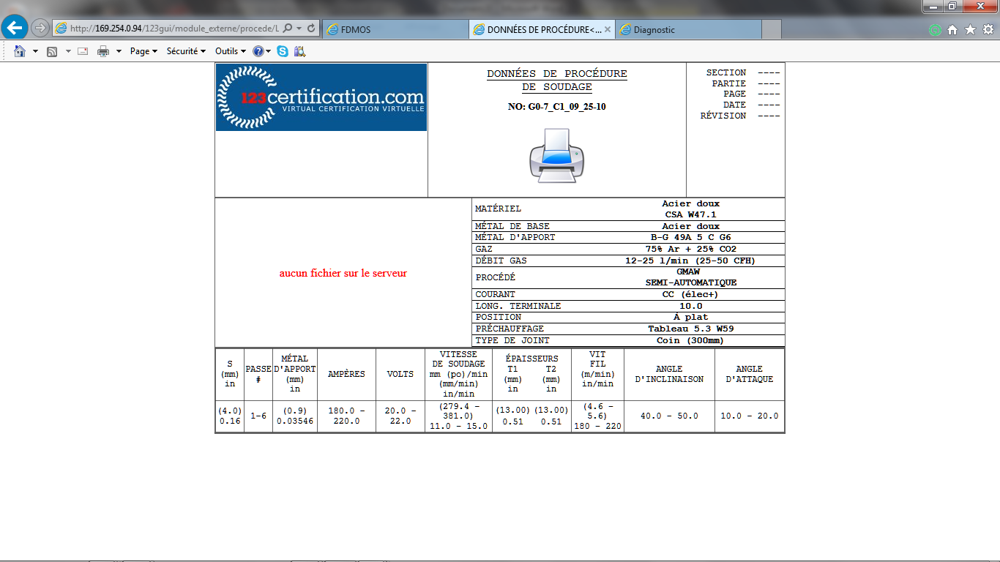 http://169.254.0.94/123gui/module_externe/procede/L
FDMOS
DONNÉES DE PROCÉDURE<...
Diagnostic
Page
Sécurité
Outils
123certification.com
VIRTUAL CERTIFICATION VIRTUELLE
DONNÉES DE PROCÉDURE
DE SOUDAGE
NO: G0-7_C1_09_25-10
SECTION ----
PARTIE ----
PAGE ----
DATE ----
RÉVISION ----
aucun fichier sur le serveur
MATÉRIEL Acier doux
CSA W47.1
MÉTAL DE BASE Acier doux
MÉTAL D'APPORT B-G 49A 5 C G6
GAZ 75% Ar + 25% CO2
DÉBIT GAS 12-25 l/min (25-50 CFH)
PROCÉDÉ GMAW
SEMI-AUTOMATIQUE
COURANT CC (élec+)
LONG. TERMINALE 10.0
POSITION À plat
PRÉCHAUFFAGE Tableau 5.3 W59
TYPE DE JOINT Coin (300mm)
S
(mm)
in
PASSE
#
MÉTAL
D'APPORT
(mm)
in
AMPÈRES
VOLTS
VITESSE
DE SOUDAGE
mm (po)/min
(mm/min)
in/min
ÉPAISSEURS
T1 T2
(mm) (mm)
in in
VIT
FIL
(m/min)
in/min
ANGLE
D'INCLINAISON
ANGLE
D'ATTAQUE
(4.0)
0.16
1-6
(0.9)
0.03546
180.0 -
220.0
20.0 -
22.0
(279.4 -
381.0)
11.0 - 15.0
(13.00) (13.00)
0.51 0.51
(4.6 -
5.6)
180 - 220
40.0 - 50.0
10.0 - 20.0